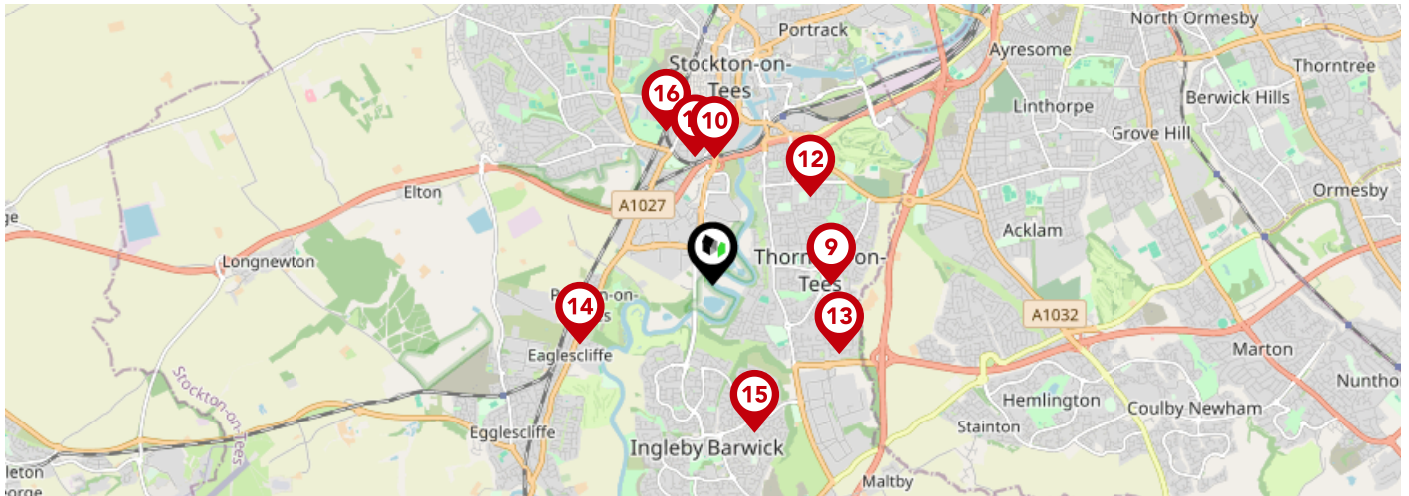 North Ormesby
Portrack
Ayresome
Stockton-on-
Tees
Thorntree
16
Berwick Hills
Linthorpe
10
Grove Hill
12
Elton
Ormesby
A1027
Acklam
9
Longnewton
Tees
14
A1032
13
Eaglescliffe
Marton
Stockton-on-Tees
15
Hemlington
Coulby Newham
Stainton
Egglescliffe
Ingleby Barwick
Maltby